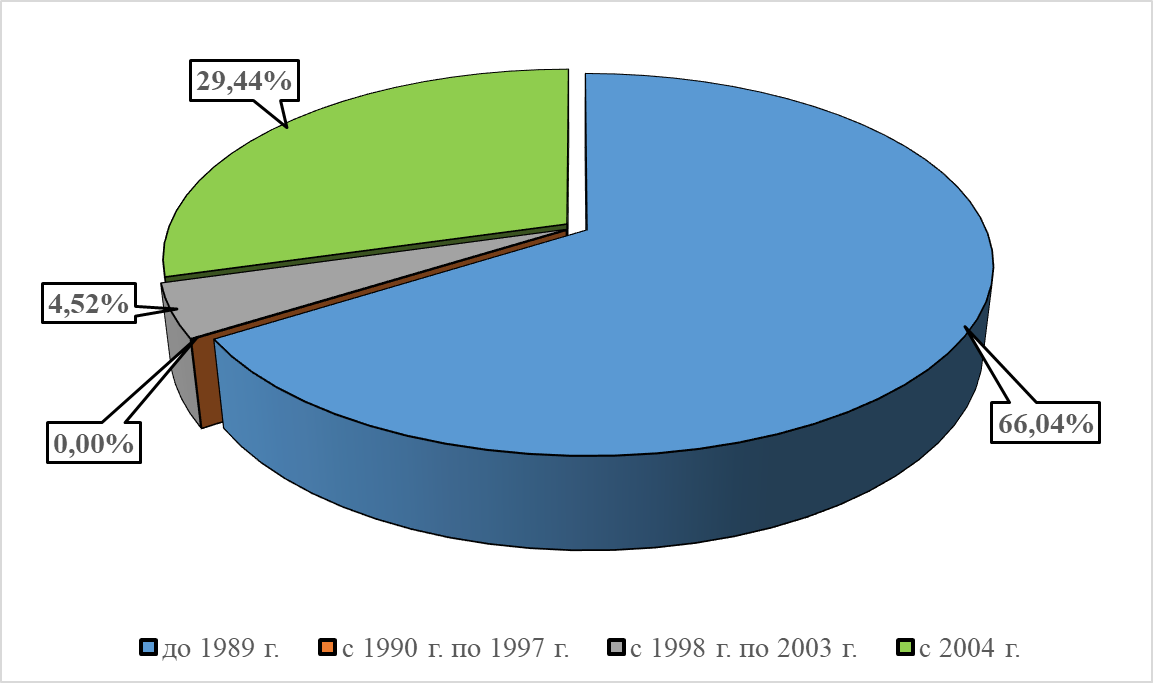 29,44%
4,52%
0,00%
66,04%
до 1989 г.
с 1990 г. по 1997 г.
с 1998 г. по 2003 г.
с 2004 г.